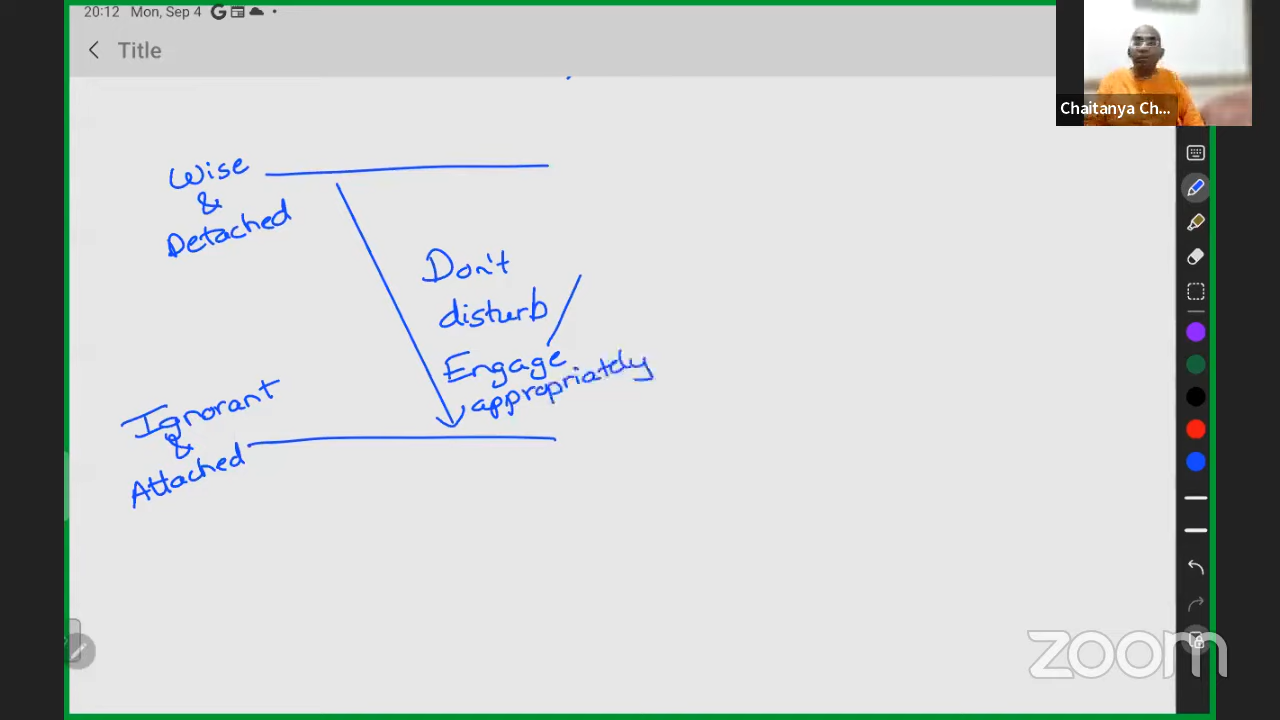 20:12 Mon, Sep 4 G
Title
Chaitanya Ch...
Wise
&
Detached
Don't
disturb
Engage
appropriately
Ignorant
&
Attached
zoom